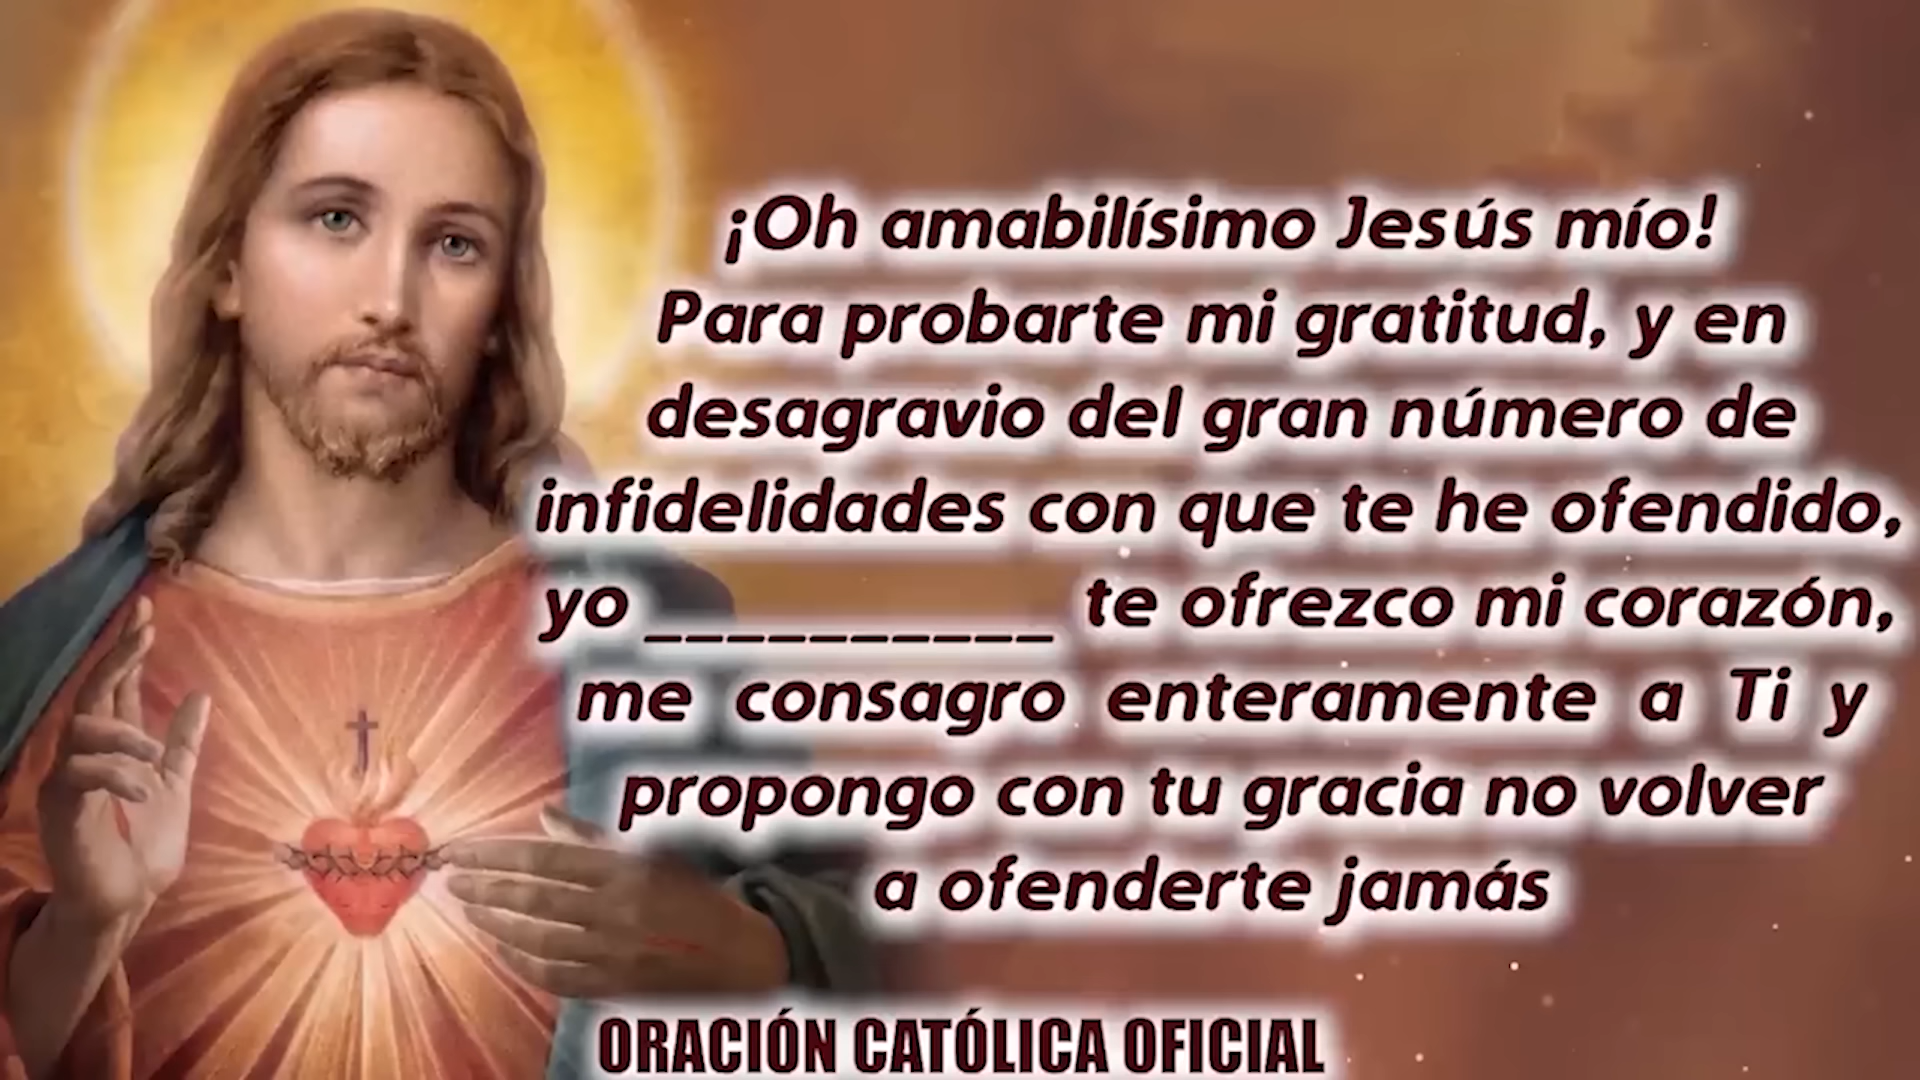 ¡Oh amabilísimo Jesús mío!
Para probarte mi gratitud, y en
desagravio del gran número de
infidelidades con que te he ofendido,
yo __________ te ofrezco mi corazón,
me consagro enteramente a Ti y
propongo con tu gracia no volver
a ofenderte jamás
ORACIÓN CATÓLICA OFICIAL